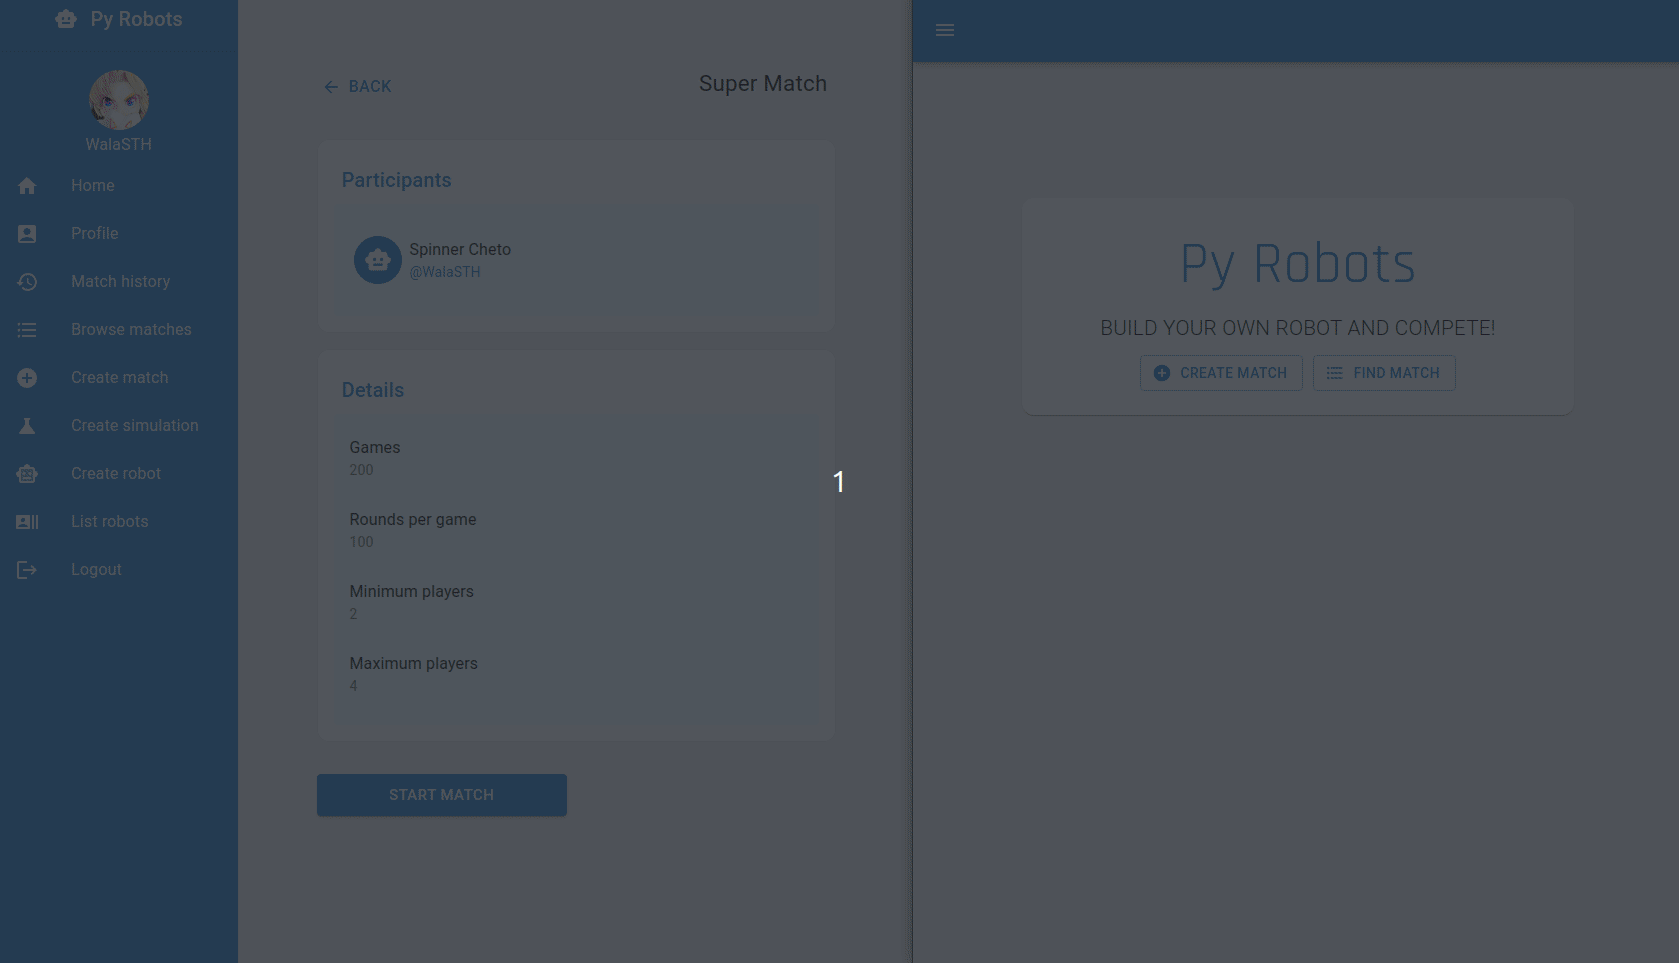 Py Robots
WalaSTH
Home
Profile
Match history
Browse matches
Create match
Create simulation
Create robot
List robots
Logout
BACK
Super Match
Participants
Spinner Cheto
@WalaSTH
Details
Games
200
Rounds per game
100
Minimum players
2
Maximum players
4
START MATCH
1
Py Robots
BUILD YOUR OWN ROBOT AND COMPETE!
CREATE MATCH
FIND MATCH